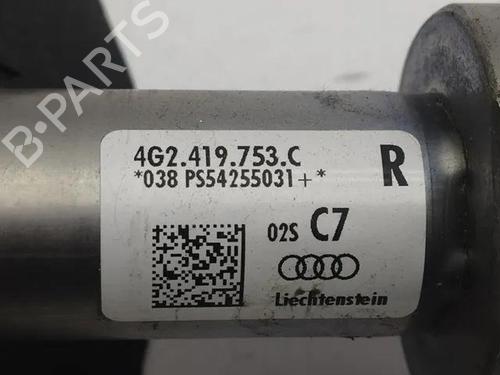 4G2.419.753.C
*038 PS54255031+* R
02S C7
Liechtenstein
B-PARTS